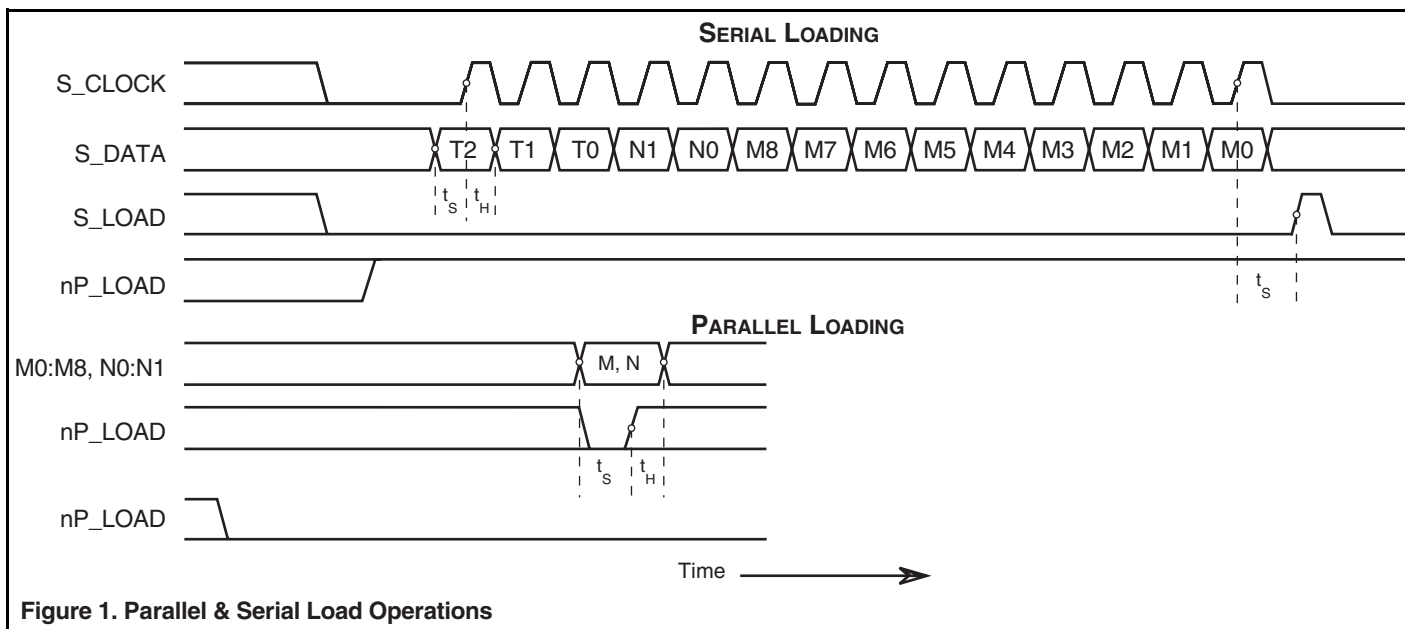 SERIAL LOADING
S_CLOCK
S_DATA
T2 T1 T0 N1 N0 M8 M7 M6 M5 M4 M3 M2 M1 M0
tS tH
S_LOAD
nP_LOAD
tS
PARALLEL LOADING
M0:M8, N0:N1
M, N
nP_LOAD
tS tH
nP_LOAD
Time
Figure 1. Parallel & Serial Load Operations